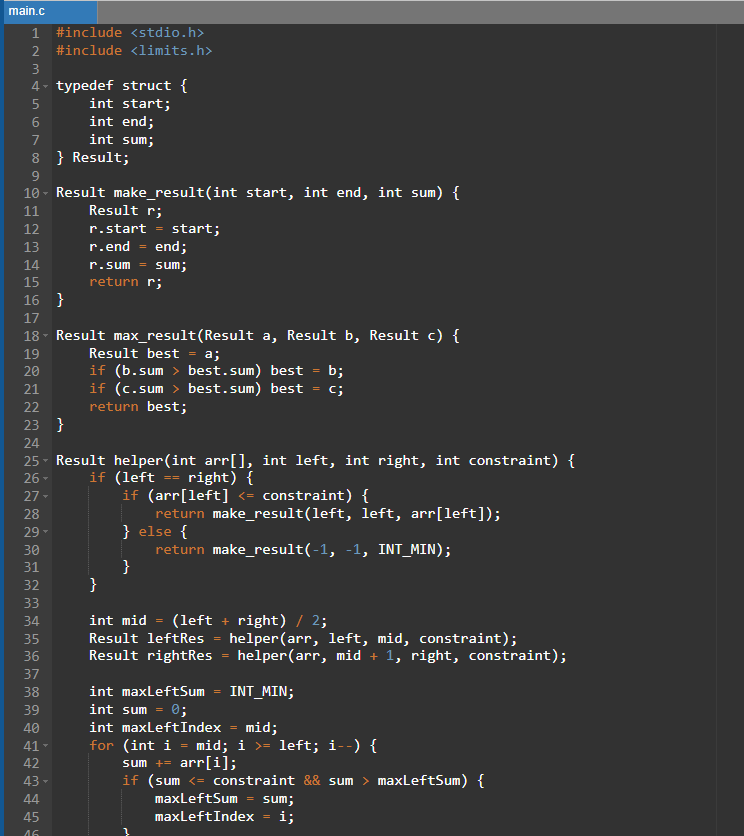 main.c
1 #include <stdio.h>
2 #include <limits.h>
3
4 typedef struct {
5     int start;
6     int end;
7     int sum;
8 } Result;
9
10 Result make_result(int start, int end, int sum) {
11     Result r;
12     r.start = start;
13     r.end = end;
14     r.sum = sum;
15     return r;
16 }
17
18 Result max_result(Result a, Result b, Result c) {
19     Result best = a;
20     if (b.sum > best.sum) best = b;
21     if (c.sum > best.sum) best = c;
22     return best;
23 }
24
25 Result helper(int arr[], int left, int right, int constraint) {
26     if (left == right) {
27         if (arr[left] <= constraint) {
28             return make_result(left, left, arr[left]);
29         } else {
30             return make_result(-1, -1, INT_MIN);
31         }
32     }
33
34     int mid = (left + right) / 2;
35     Result leftRes = helper(arr, left, mid, constraint);
36     Result rightRes = helper(arr, mid + 1, right, constraint);
37
38     int maxLeftSum = INT_MIN;
39     int sum = 0;
40     int maxLeftIndex = mid;
41     for (int i = mid; i >= left; i--) {
42         sum += arr[i];
43         if (sum <= constraint && sum > maxLeftSum) {
44             maxLeftSum = sum;
45             maxLeftIndex = i;
46         }